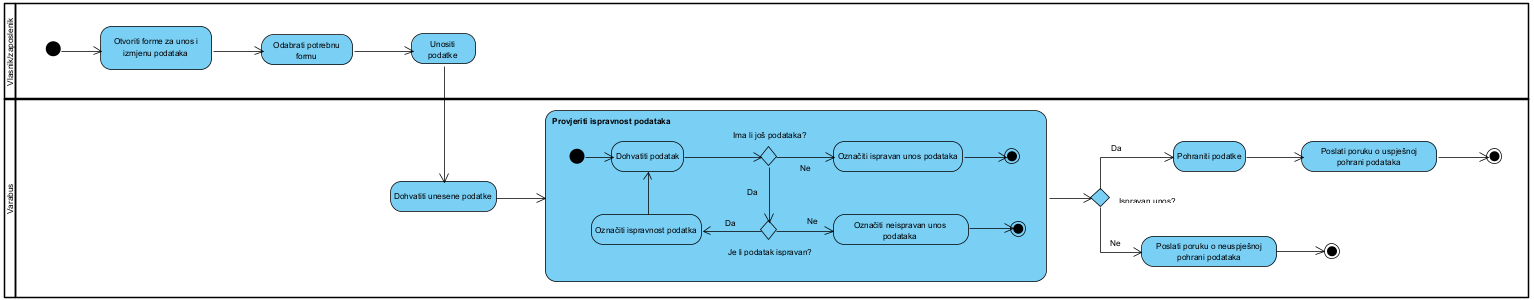 Vlasnik/zaposlenik
Otvoriti forme za unos i
izmjenu podataka
Odabrati potrebnu
formu
Unositi
podatke
Varabus
Dohvatiti unesene podatke
Provjeriti ispravnost podataka
Dohvatiti podatak
Ima li još podataka?
Ne
Označiti ispravan unos podataka
Da
Označiti ispravnost podatka
Da
Ne
Označiti neispravan unos
podataka
Je li podatak ispravan?
Da
Ispravan unos?
Ne
Pohraniti podatke
Poslati poruku o uspješnoj
pohrani podataka
Poslati poruku o neuspješnoj
pohrani podataka